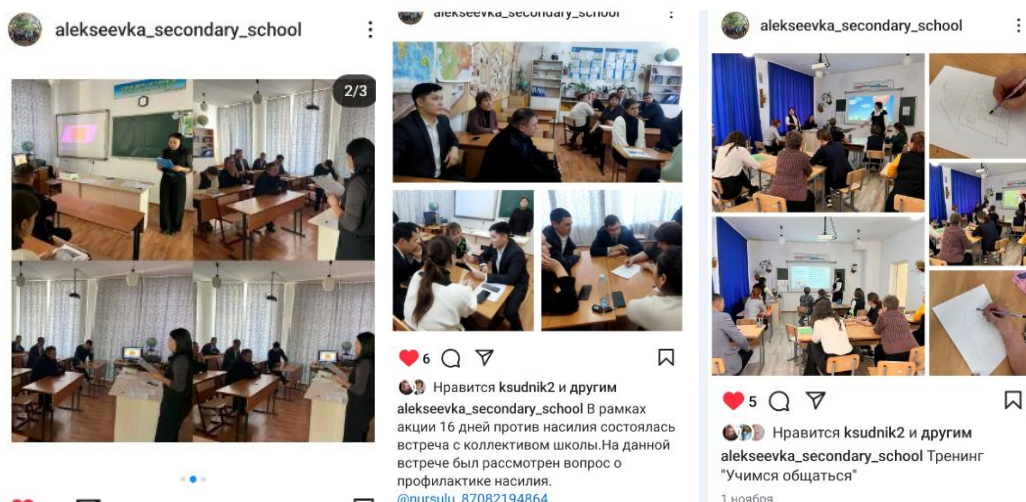 alekseevka_secondary_school
2/3
alekseevka_secondary_school
6
Нравится ksudnik2 и другим
alekseevka_secondary_school В рамках
акции 16 дней против насилия состоялась
встреча с коллективом школы.На данной
встрече был рассмотрен вопрос о
профилактике насилия.
@nursulu_87082194864
alekseevka_secondary_school
5
Нравится ksudnik2 и другим
alekseevka_secondary_school Тренинг
"Учимся общаться"
1 ноября